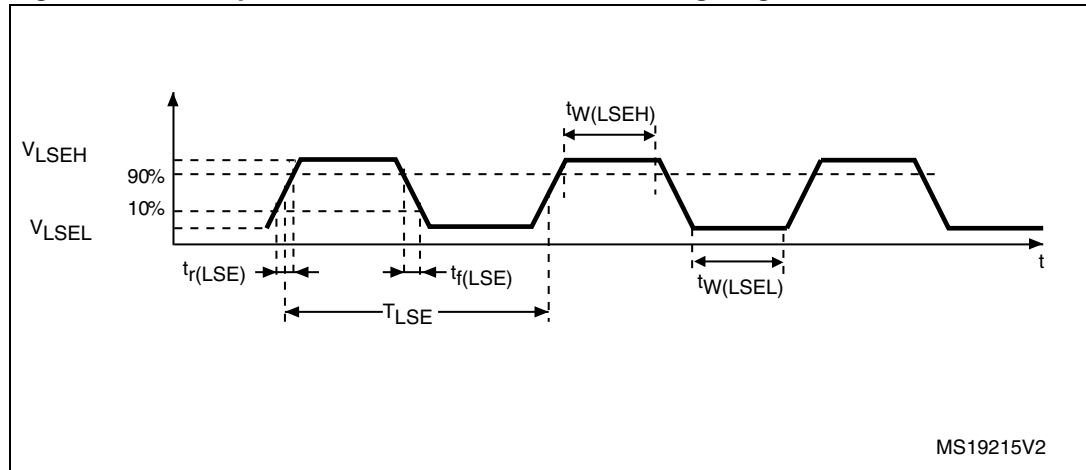 tW(LSEH)
VLSEH
90%
10%
VLSEL
tr(LSE)
tf(LSE)
tW(LSEL)
t
TLSE
MS19215V2